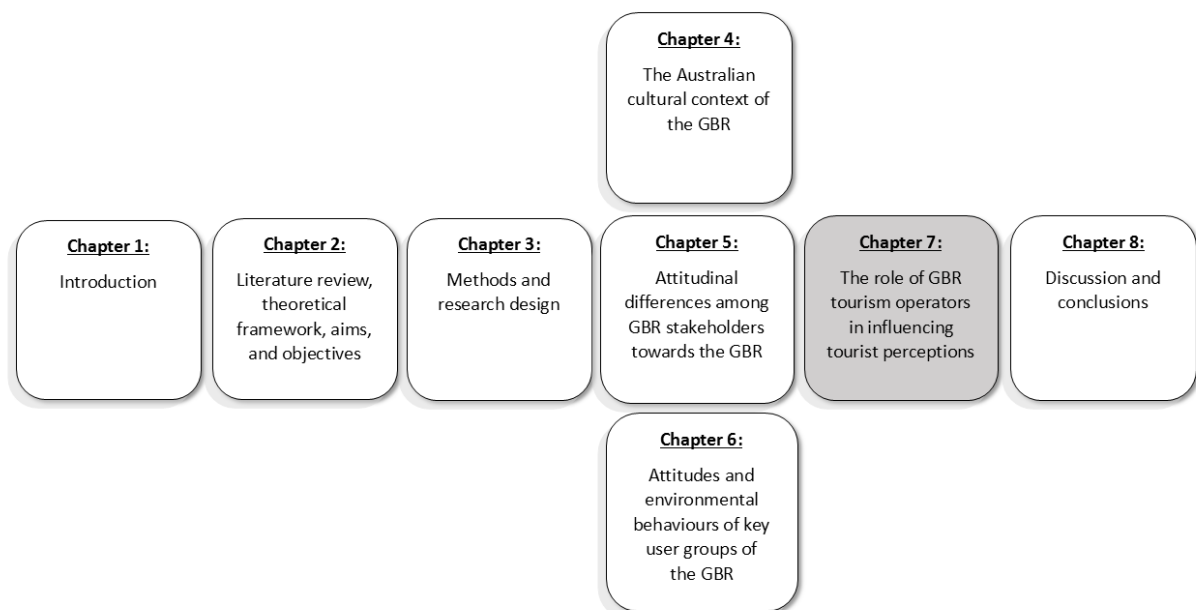 Chapter 4:
The Australian
cultural context of
the GBR
Chapter 1:
Introduction
Chapter 2:
Literature review,
theoretical
framework, aims,
and objectives
Chapter 3:
Methods and
research design
Chapter 5:
Attitudinal
differences among
GBR stakeholders
towards the GBR
Chapter 7:
The role of GBR
tourism operators
in influencing
tourist perceptions
Chapter 8:
Discussion and
conclusions
Chapter 6:
Attitudes and
environmental
behaviours of key
user groups of
the GBR